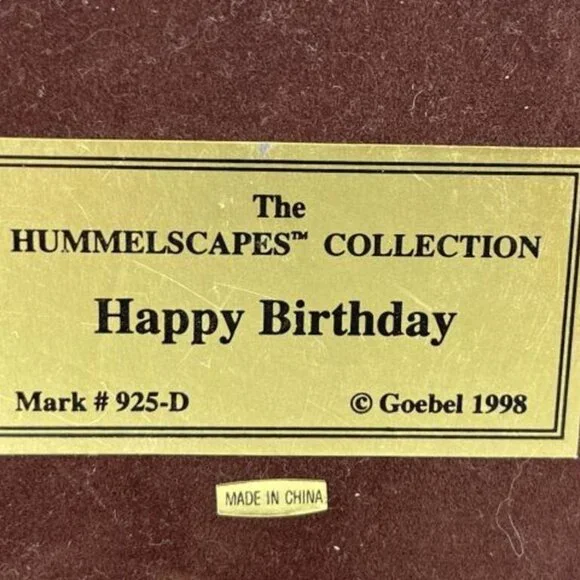 The
HUMMELSCAPES™ COLLECTION
Happy Birthday
Mark # 925-D © Goebel 1998
MADE IN CHINA